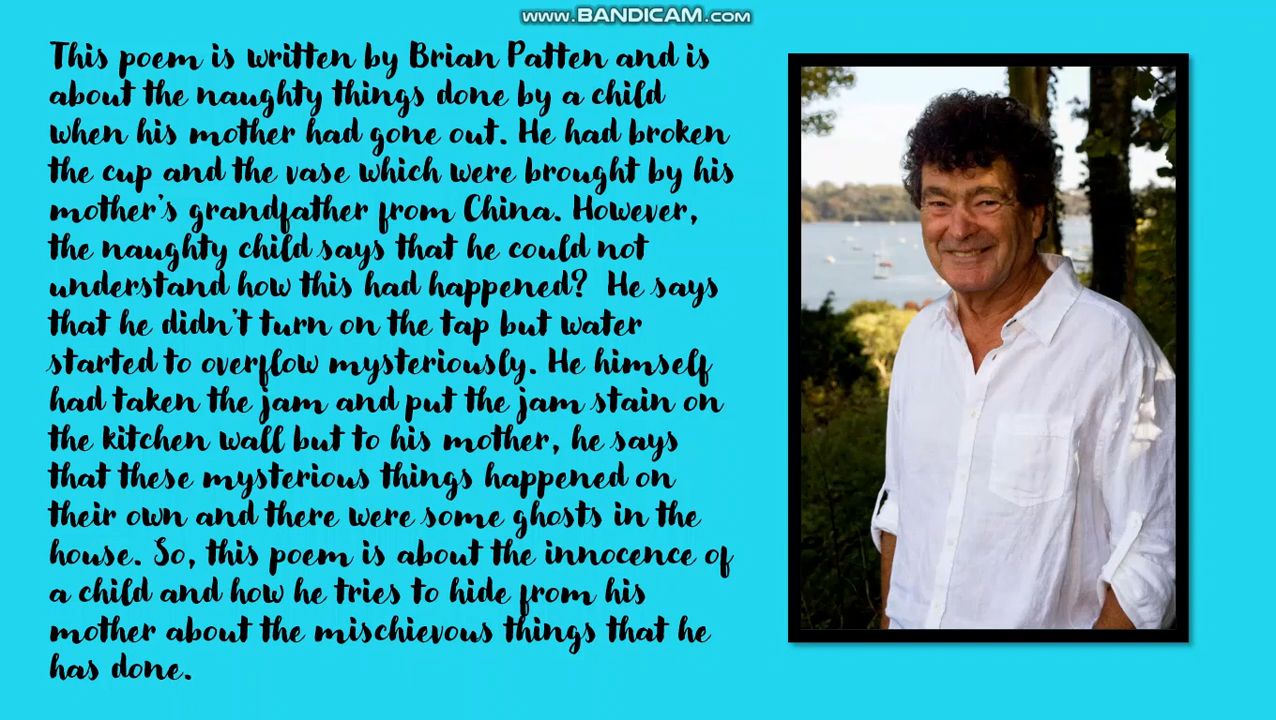 www.BANDICAM.com
This poem is written by Brian Patten and is
about the naughty things done by a child
when his mother had gone out. He had broken
the cup and the vase which were brought by his
mother's grandfather from China. However,
the naughty child says that he could not
understand how this had happened? He says
that he didn't turn on the tap but water
started to overflow mysteriously. He himself
had taken the jam and put the jam stain on
the kitchen wall but to his mother, he says
that these mysterious things happened on
their own and there were some ghosts in the
house. So, this poem is about the innocence of
a child and how he tries to hide from his
mother about the mischievous things that he
has done.